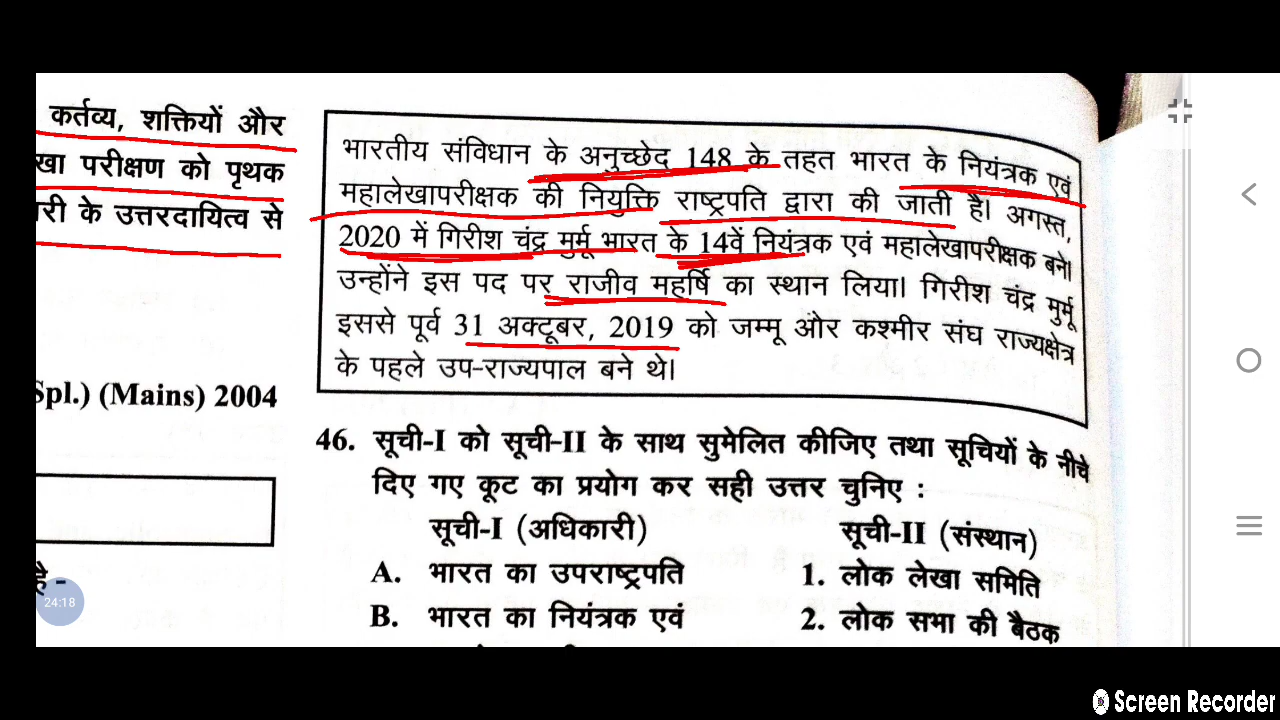 कर्तव्य, शक्तियों और
खा परीक्षण को पृथक
री के उत्तरदायित्व से
Spl.) (Mains) 2004
है -
24:18
भारतीय संविधान के अनुच्छेद 148 के तहत भारत के नियंत्रक एवं
महालेखापरीक्षक की नियुक्ति राष्ट्रपति द्वारा की जाती है। अगस्त,
2020 में गिरीश चंद्र मुर्मू भारत के 14वें नियंत्रक एवं महालेखापरीक्षक बने।
उन्होंने इस पद पर राजीव महर्षि का स्थान लिया। गिरीश चंद्र मुर्मू
इससे पूर्व 31 अक्टूबर, 2019 को जम्मू और कश्मीर संघ राज्यक्षेत्र
के पहले उप-राज्यपाल बने थे।
46. सूची-I को सूची-II के साथ सुमेलित कीजिए तथा सूचियों के नीचे
दिए गए कूट का प्रयोग कर सही उत्तर चुनिए :
सूची-I (अधिकारी) सूची-II (संस्थान)
A. भारत का उपराष्ट्रपति 1. लोक लेखा समिति
B. भारत का नियंत्रक एवं 2. लोक सभा की बैठक
Screen Recorder